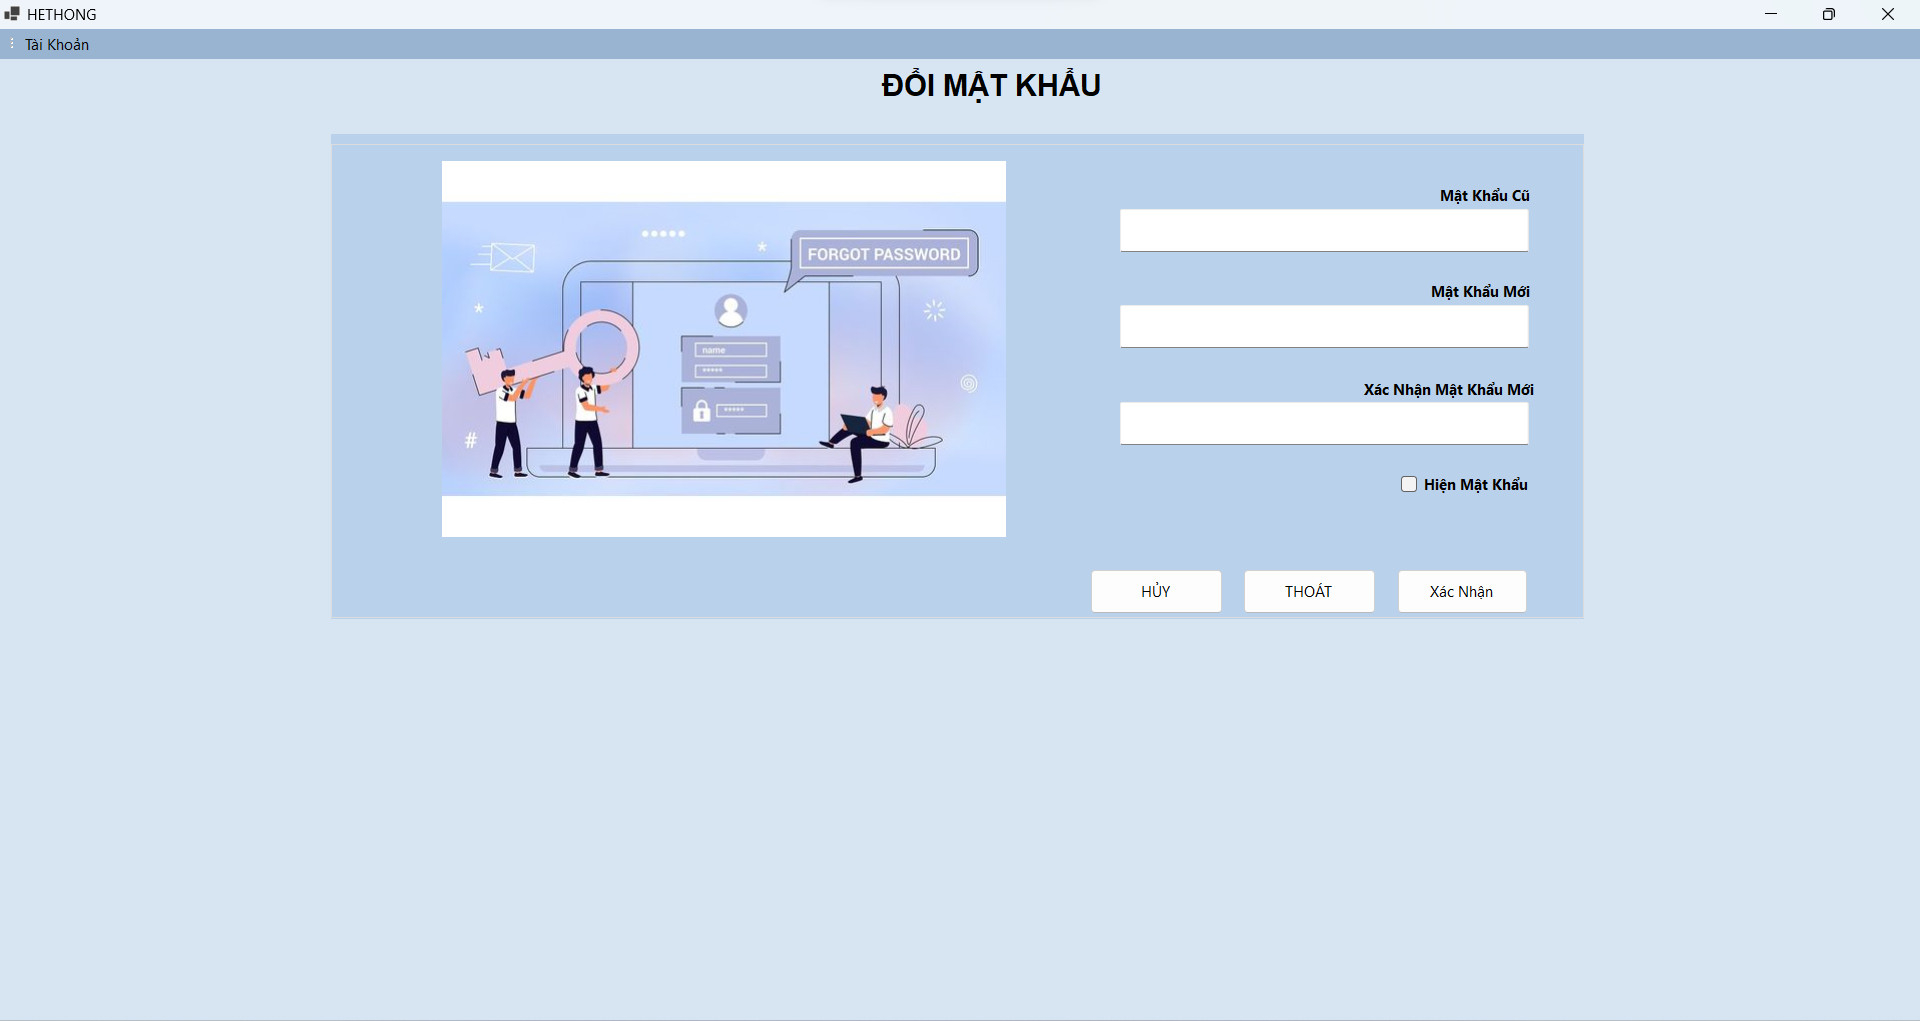 HETHONG
Tài Khoản
ĐỔI MẬT KHẨU
FORGOT PASSWORD
name
*****
*****
#
Mật Khẩu Cũ
Mật Khẩu Mới
Xác Nhận Mật Khẩu Mới
Hiện Mật Khẩu
HỦY
THOÁT
Xác Nhận